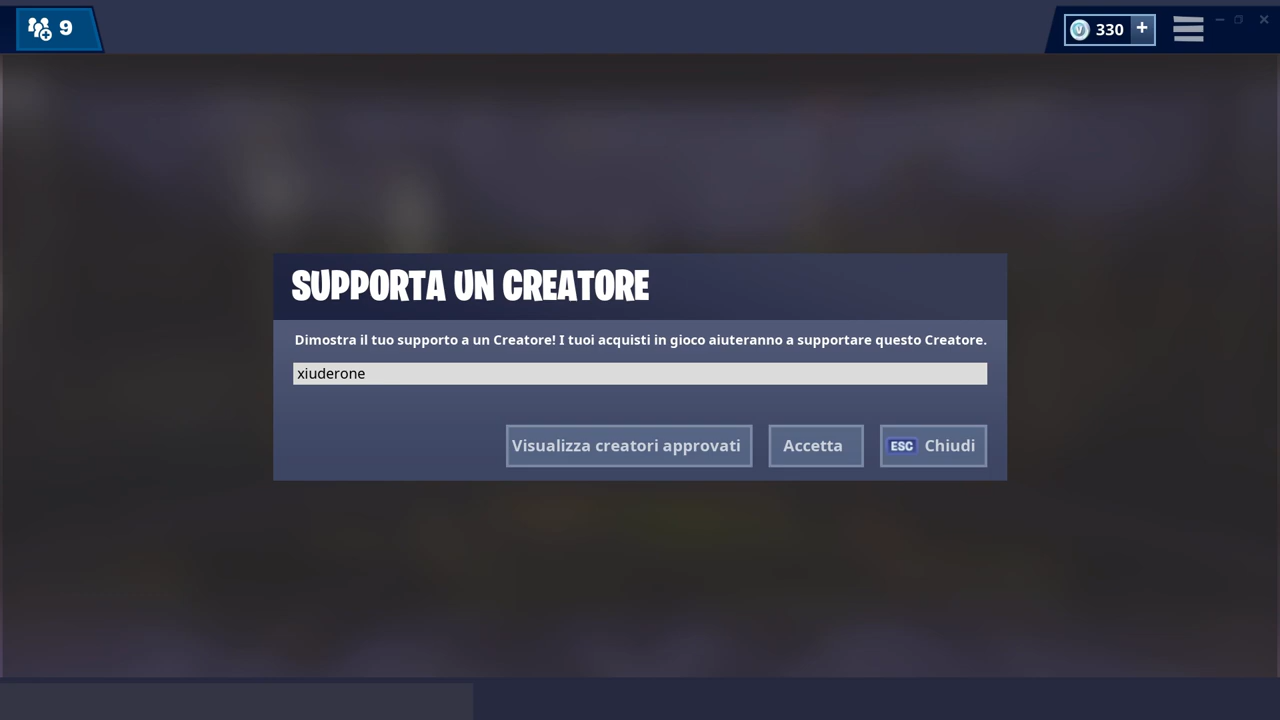 9
330 +
SUPPORTA UN CREATORE
Dimostra il tuo supporto a un Creatore! I tuoi acquisti in gioco aiuteranno a supportare questo Creatore.
xiuderone
Visualizza creatori approvati Accetta ESC Chiudi